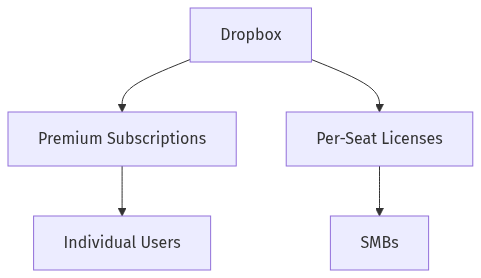 Dropbox
Premium Subscriptions
Per-Seat Licenses
Individual Users
SMBs